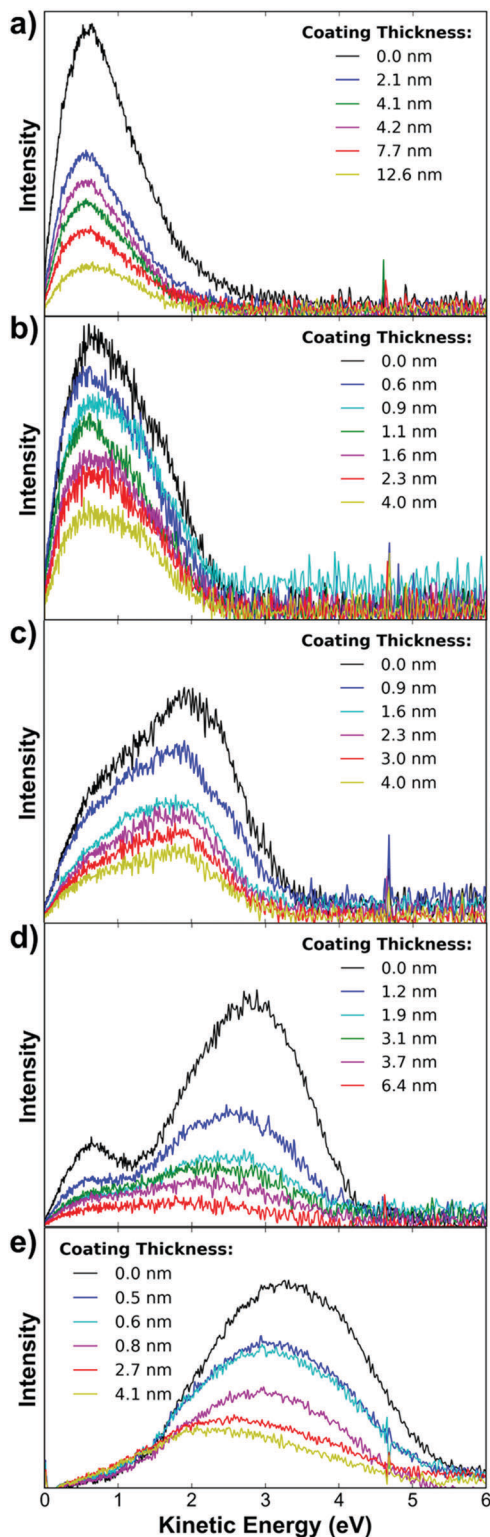 a)
Coating Thickness:
0.0 nm
2.1 nm
4.1 nm
4.2 nm
7.7 nm
12.6 nm
Intensity
b)
Coating Thickness:
0.0 nm
0.6 nm
0.9 nm
1.1 nm
1.6 nm
2.3 nm
4.0 nm
Intensity
c)
Coating Thickness:
0.0 nm
0.9 nm
1.6 nm
2.3 nm
3.0 nm
4.0 nm
Intensity
d)
Coating Thickness:
0.0 nm
1.2 nm
1.9 nm
3.1 nm
3.7 nm
6.4 nm
Intensity
e)
Coating Thickness:
0.0 nm
0.5 nm
0.6 nm
0.8 nm
2.7 nm
4.1 nm
Intensity
0 1 2 3 4 5 6
Kinetic Energy (eV)